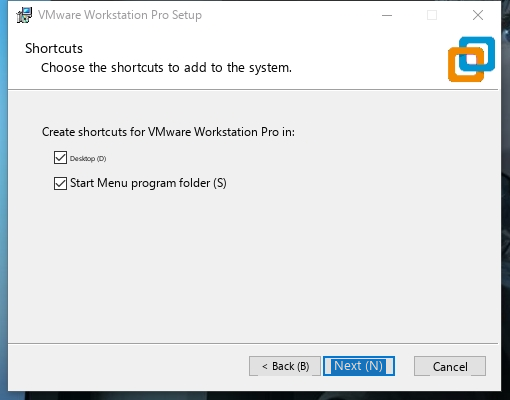 VMware Workstation Pro Setup
Shortcuts
Choose the shortcuts to add to the system.
Create shortcuts for VMware Workstation Pro in:
Desktop (D)
Start Menu program folder (S)
< Back (B)
Next (N)
Cancel